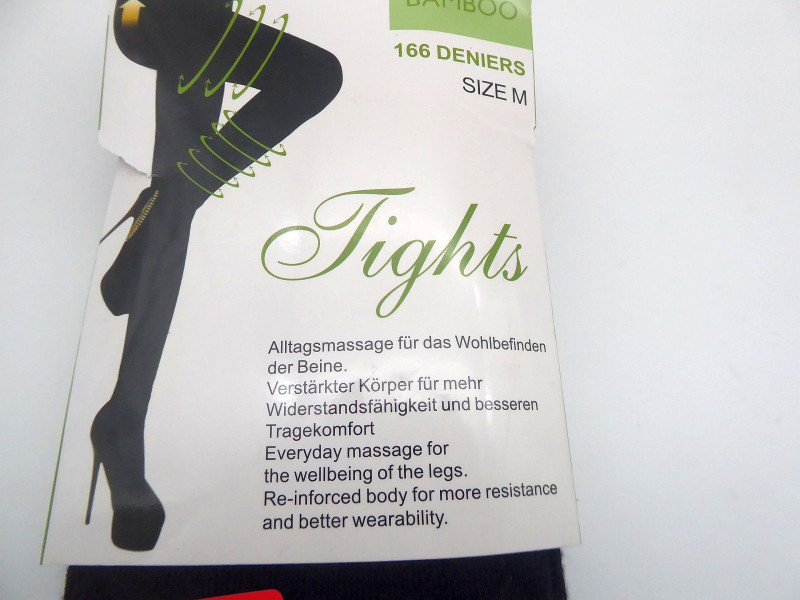 BAMBOO
166 DENIERS
SIZE M
Tights
Alltagsmassage für das Wohlbefinden
der Beine.
Verstärkter Körper für mehr
Widerstandsfähigkeit und besseren
Tragekomfort
Everyday massage for
the wellbeing of the legs.
Re-inforced body for more resistance
and better wearability.